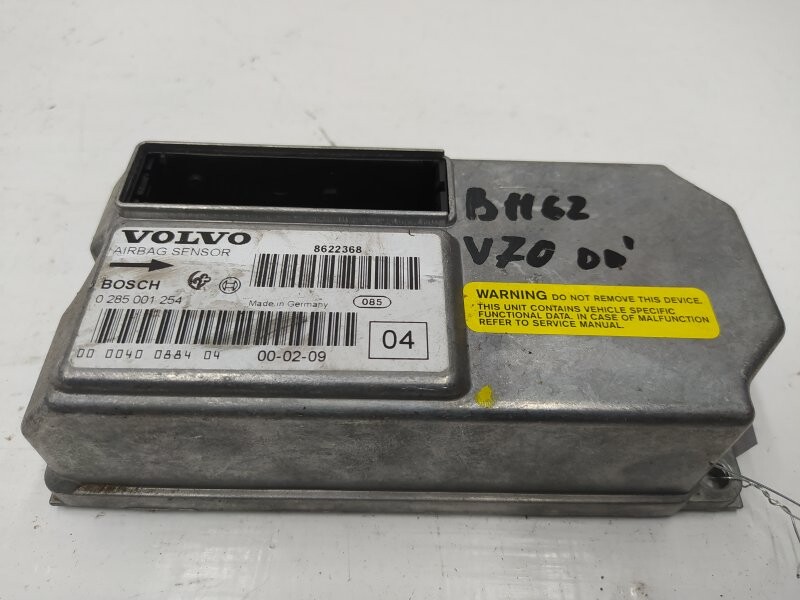 VOLVO
AIRBAG SENSOR
8622368
BOSCH
0 285 001 254
Made in Germany
085
00 0040 0884 04
00-02-09
04
B1162
V70 00'
WARNING DO NOT REMOVE THIS DEVICE.
THIS UNIT CONTAINS VEHICLE SPECIFIC
FUNCTIONAL DATA. IN CASE OF MALFUNCTION
REFER TO SERVICE MANUAL.